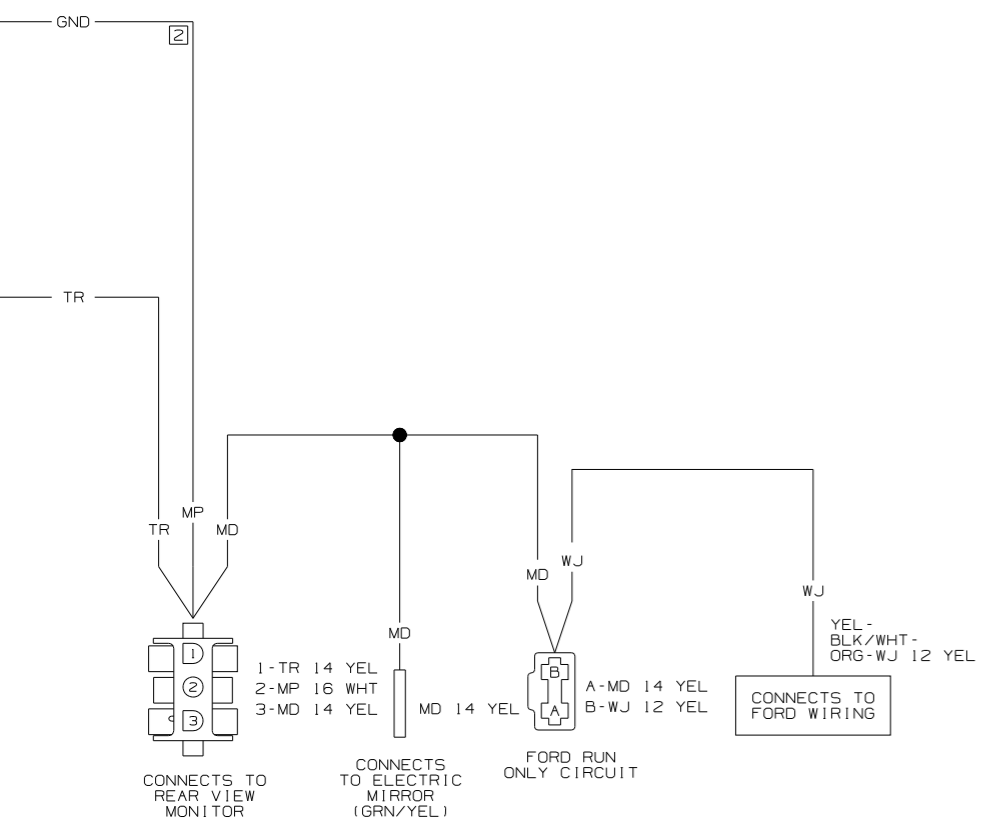 GND
2
TR
MP
TR
MD
WJ
MD
WJ
MD
YEL-
BLK/WHT-
ORG-WJ 12 YEL
1
2
3
1-TR 14 YEL
2-MP 16 WHT
3-MD 14 YEL
MD 14 YEL
B
A
A-MD 14 YEL
B-WJ 12 YEL
CONNECTS TO
FORD WIRING
CONNECTS TO
REAR VIEW
MONITOR
CONNECTS
TO ELECTRIC
MIRROR
(GRN/YEL)
FORD RUN
ONLY CIRCUIT